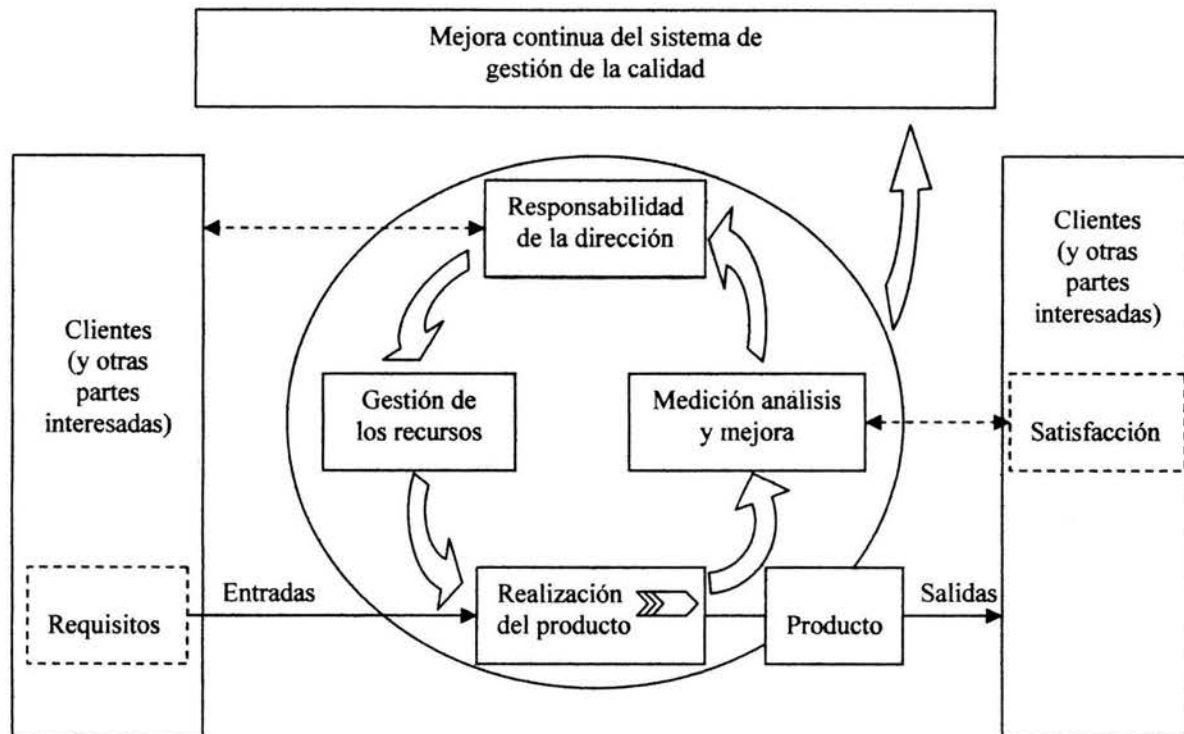 Mejora continua del sistema de
gestión de la calidad
Responsabilidad
de la dirección
Clientes
(y otras
partes
interesadas)
Clientes
(y otras
partes
interesadas)
Gestión de
los recursos
Medición análisis
y mejora
Satisfacción
Entradas
Requisitos
Realización
del producto
Producto
Salidas